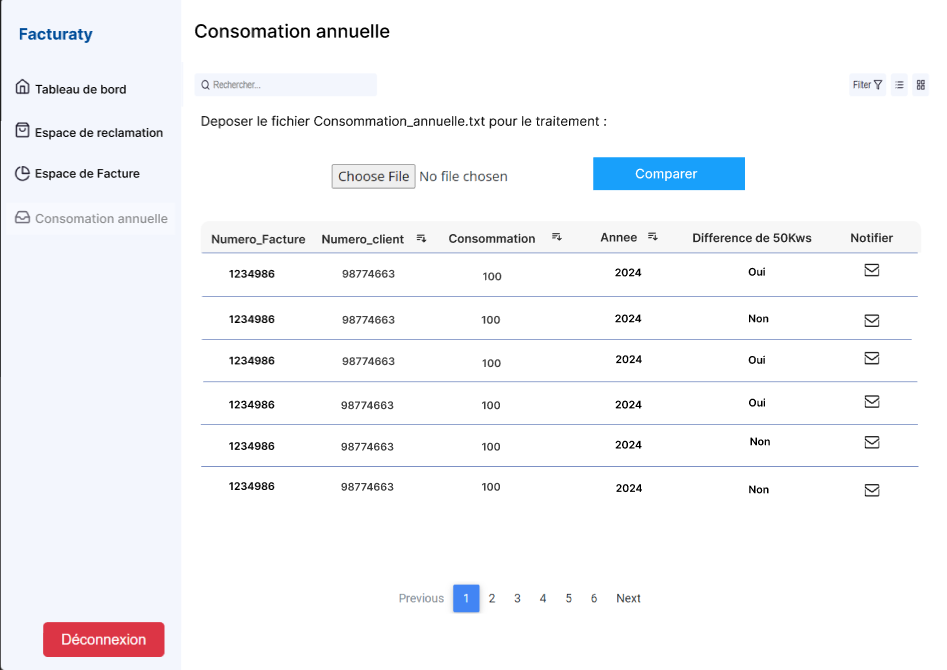 Facturaty
Tableau de bord
Espace de reclamation
Espace de Facture
Consomation annuelle
Déconnexion
Consomation annuelle
Rechercher...
Filter
Deposer le fichier Consommation_annuelle.txt pour le traitement :
Choose File No file chosen
Comparer
Numero_Facture Numero_client Consommation Annee Difference de 50Kws Notifier
1234986 98774663 100 2024 Oui
1234986 98774663 100 2024 Non
1234986 98774663 100 2024 Oui
1234986 98774663 100 2024 Oui
1234986 98774663 100 2024 Non
1234986 98774663 100 2024 Non
Previous 1 2 3 4 5 6 Next